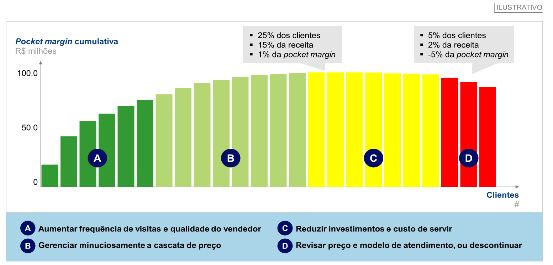 ILUSTRATIVO
Pocket margin cumulativa
R$ milhões
▪ 25% dos clientes
▪ 15% da receita
▪ 1% da pocket margin
▪ 5% de clientes
▪ 2% da receita
▪ -5% da pocket margin
100.0
50.0
0
A
B
C
D
Clientes
#
A Aumentar frequência de visitas e qualidade do vendedor
B Gerenciar minuciosamente a cascata de preço
C Reduzir investimentos e custo de servir
D Revisar preço e modelo de atendimento, ou descontinuar